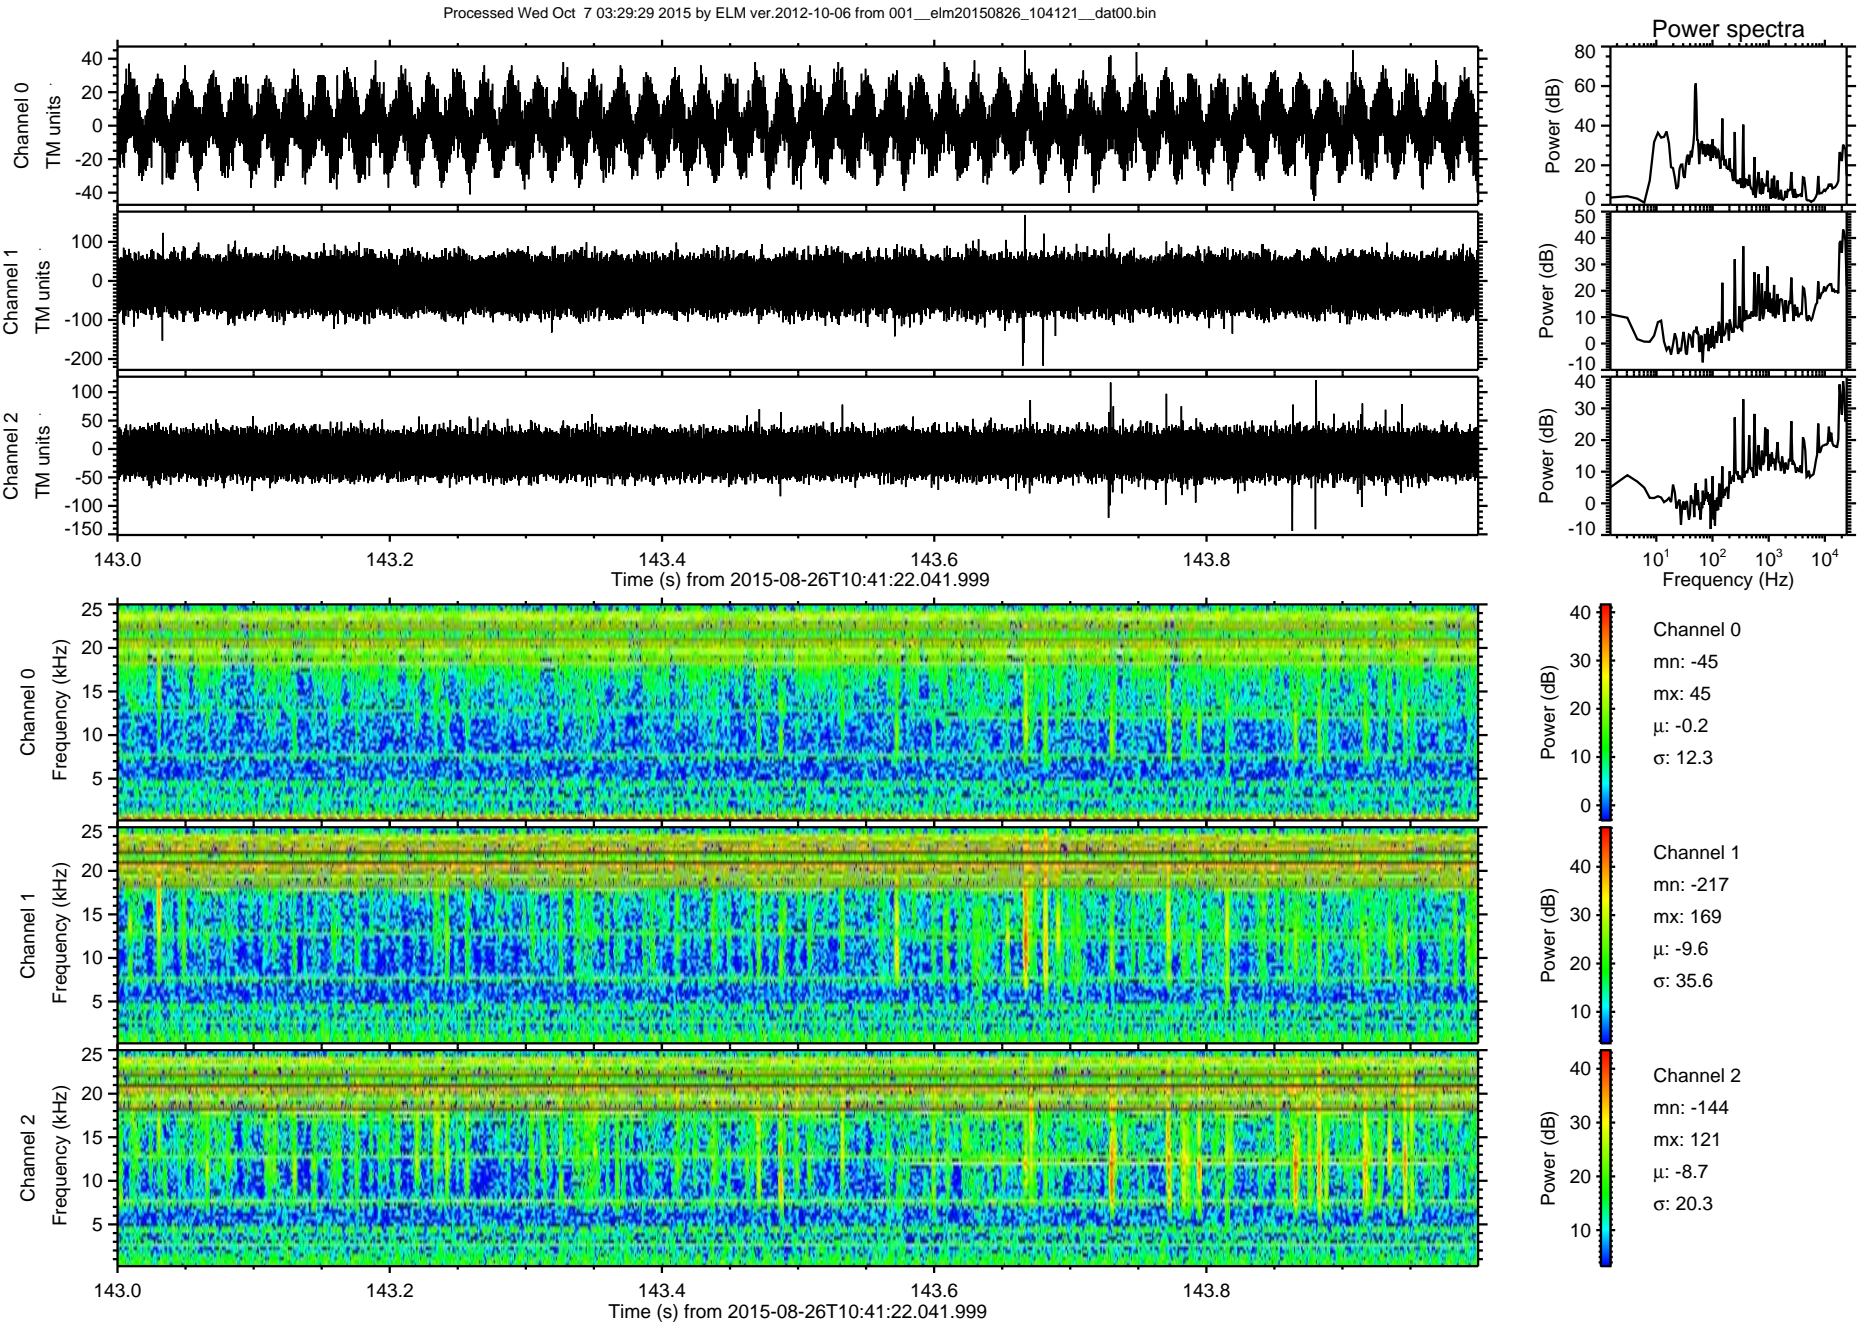 Processed Wed Oct  7 03:29:29 2015 by ELM ver.2012-10-06 from 001__elm20150826_104121__dat00.bin
Power spectra
Channel 0
TM units
40
20
0
-20
-40
Power (dB)
80
60
40
20
0
Channel 1
TM units
100
0
-100
-200
Power (dB)
50
40
30
20
10
0
-10
Channel 2
TM units
100
50
0
-50
-100
-150
Power (dB)
40
30
20
10
0
-10
143.0 143.2 143.4 143.6 143.8
Time (s) from 2015-08-26T10:41:22.041.999
10^1 10^2 10^3 10^4
Frequency (Hz)
Channel 0
Frequency (kHz)
25
20
15
10
5
Power (dB)
40
30
20
10
0
Channel 0
mn: -45
mx: 45
μ: -0.2
σ: 12.3
Channel 1
Frequency (kHz)
25
20
15
10
5
Power (dB)
40
30
20
10
Channel 1
mn: -217
mx: 169
μ: -9.6
σ: 35.6
Channel 2
Frequency (kHz)
25
20
15
10
5
Power (dB)
40
30
20
10
Channel 2
mn: -144
mx: 121
μ: -8.7
σ: 20.3
143.0 143.2 143.4 143.6 143.8
Time (s) from 2015-08-26T10:41:22.041.999